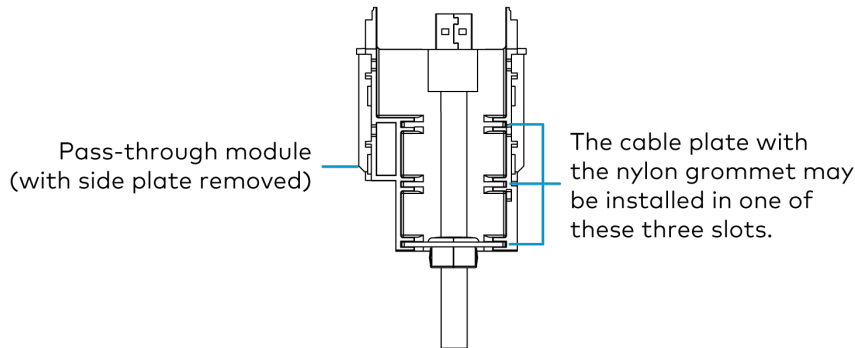 Pass-through module
(with side plate removed)
The cable plate with
the nylon grommet may
be installed in one of
these three slots.